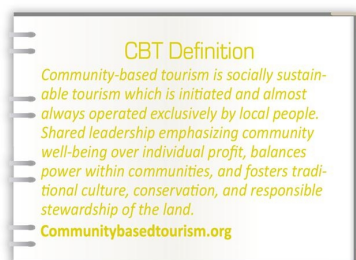 CBT Definition
Community-based tourism is socially sustain-
able tourism which is initiated and almost
always operated exclusively by local people.
Shared leadership emphasizing community
well-being over individual profit, balances
power within communities, and fosters tradi-
tional culture, conservation, and responsible
stewardship of the land.
Communitybasedtourism.org